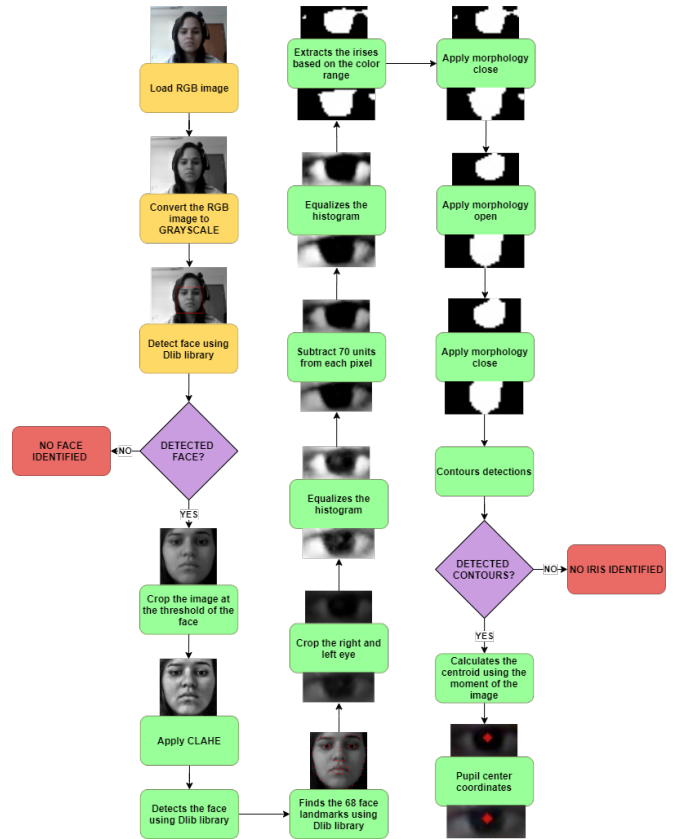 Load RGB image
Convert the RGB
image to
GRAYSCALE
Detect face using
Dlib library
DETECTED
FACE?
NO
NO FACE
IDENTIFIED
YES
Crop the image at
the threshold of the
face
Apply CLAHE
Detects the face
using Dlib library
Finds the 68 face
landmarks using
Dlib library
Crop the right and
left eye
Equalizes the
histogram
Subtract 70 units
from each pixel
Equalizes the
histogram
Extracts the irises
based on the color
range
Apply morphology
close
Apply morphology
open
Apply morphology
close
Contours detections
DETECTED
CONTOURS?
NO
NO IRIS IDENTIFIED
YES
Calculates the
centroid using the
moment of the
image
Pupil center
coordinates